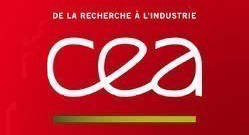 DE LA RECHERCHE À L'INDUSTRIE
cea